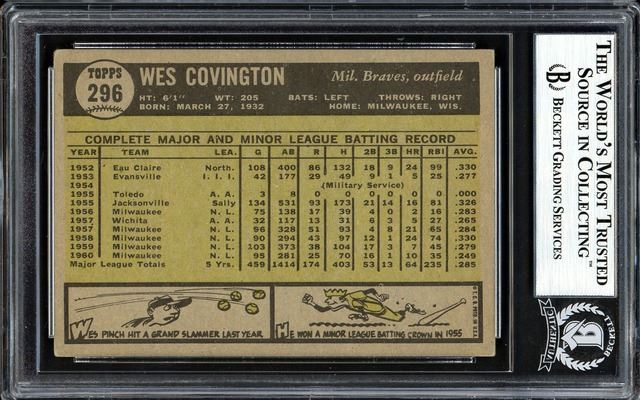 TOPPS
296
WES COVINGTON
Mil. Braves, outfield
HT: 6'1" WT: 205 BATS: LEFT THROWS: RIGHT
BORN: MARCH 27, 1932 HOME: MILWAUKEE, WIS.
COMPLETE MAJOR AND MINOR LEAGUE BATTING RECORD
YEAR TEAM LEA. G AB R H 2B 3B HR RBI AVG.
1952 Eau Claire North. 108 400 86 132 18 9 24 99 .330
1953 Evansville I. I. I. 42 177 29 49 9 1 5 25 .277
1954 (Military Service)
1955 Toledo A. A. 3 8 0 0 0 0 0 0 .000
1955 Jacksonville Sally 134 531 93 173 21 14 16 81 .326
1956 Milwaukee N. L. 75 138 17 39 4 0 2 16 .283
1957 Wichita A. A. 32 117 13 31 6 3 5 27 .265
1957 Milwaukee N. L. 96 328 51 93 4 8 21 65 .284
1958 Milwaukee N. L. 90 294 43 97 12 1 24 74 .330
1959 Milwaukee N. L. 103 373 38 104 17 3 7 45 .279
1960 Milwaukee N. L. 95 281 25 70 16 1 10 35 .249
Major League Totals 5 Yrs. 459 1414 174 403 53 13 64 235 .285
WES PINCH HIT A GRAND SLAMMER LAST YEAR
HE WON A MINOR LEAGUE BATTING CROWN IN 1955
THE WORLD'S MOST TRUSTED
SOURCE IN COLLECTING™
B BECKETT GRADING SERVICES
BECKETT
B
AUTHENTIC